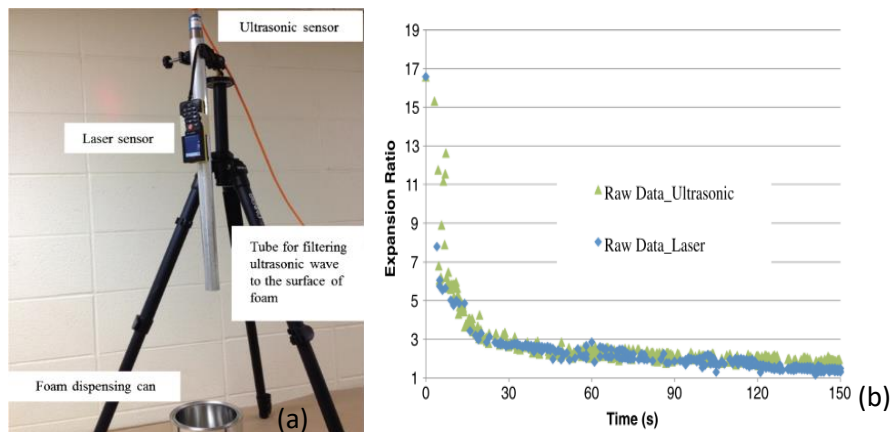 Ultrasonic sensor
Laser sensor
Tube for filtering
ultrasonic wave
to the surface of
foam
Foam dispensing can
(a)
19
17
15
13
11
9
7
5
3
1
Expansion Ratio
Raw Data_Ultrasonic
Raw Data_Laser
0 30 60 90 120 150
Time (s)
(b)